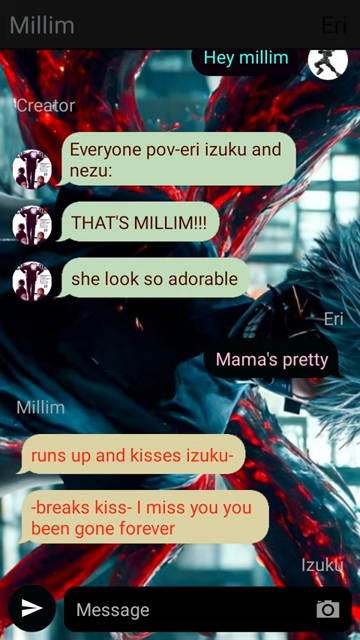 Millim
Eri
Hey millim
Creator
Everyone pov-eri izuku and
nezu:
THAT'S MILLIM!!!
she look so adorable
Eri
Mama's pretty
Millim
runs up and kisses izuku-
-breaks kiss- I miss you you
been gone forever
Izuku
Message